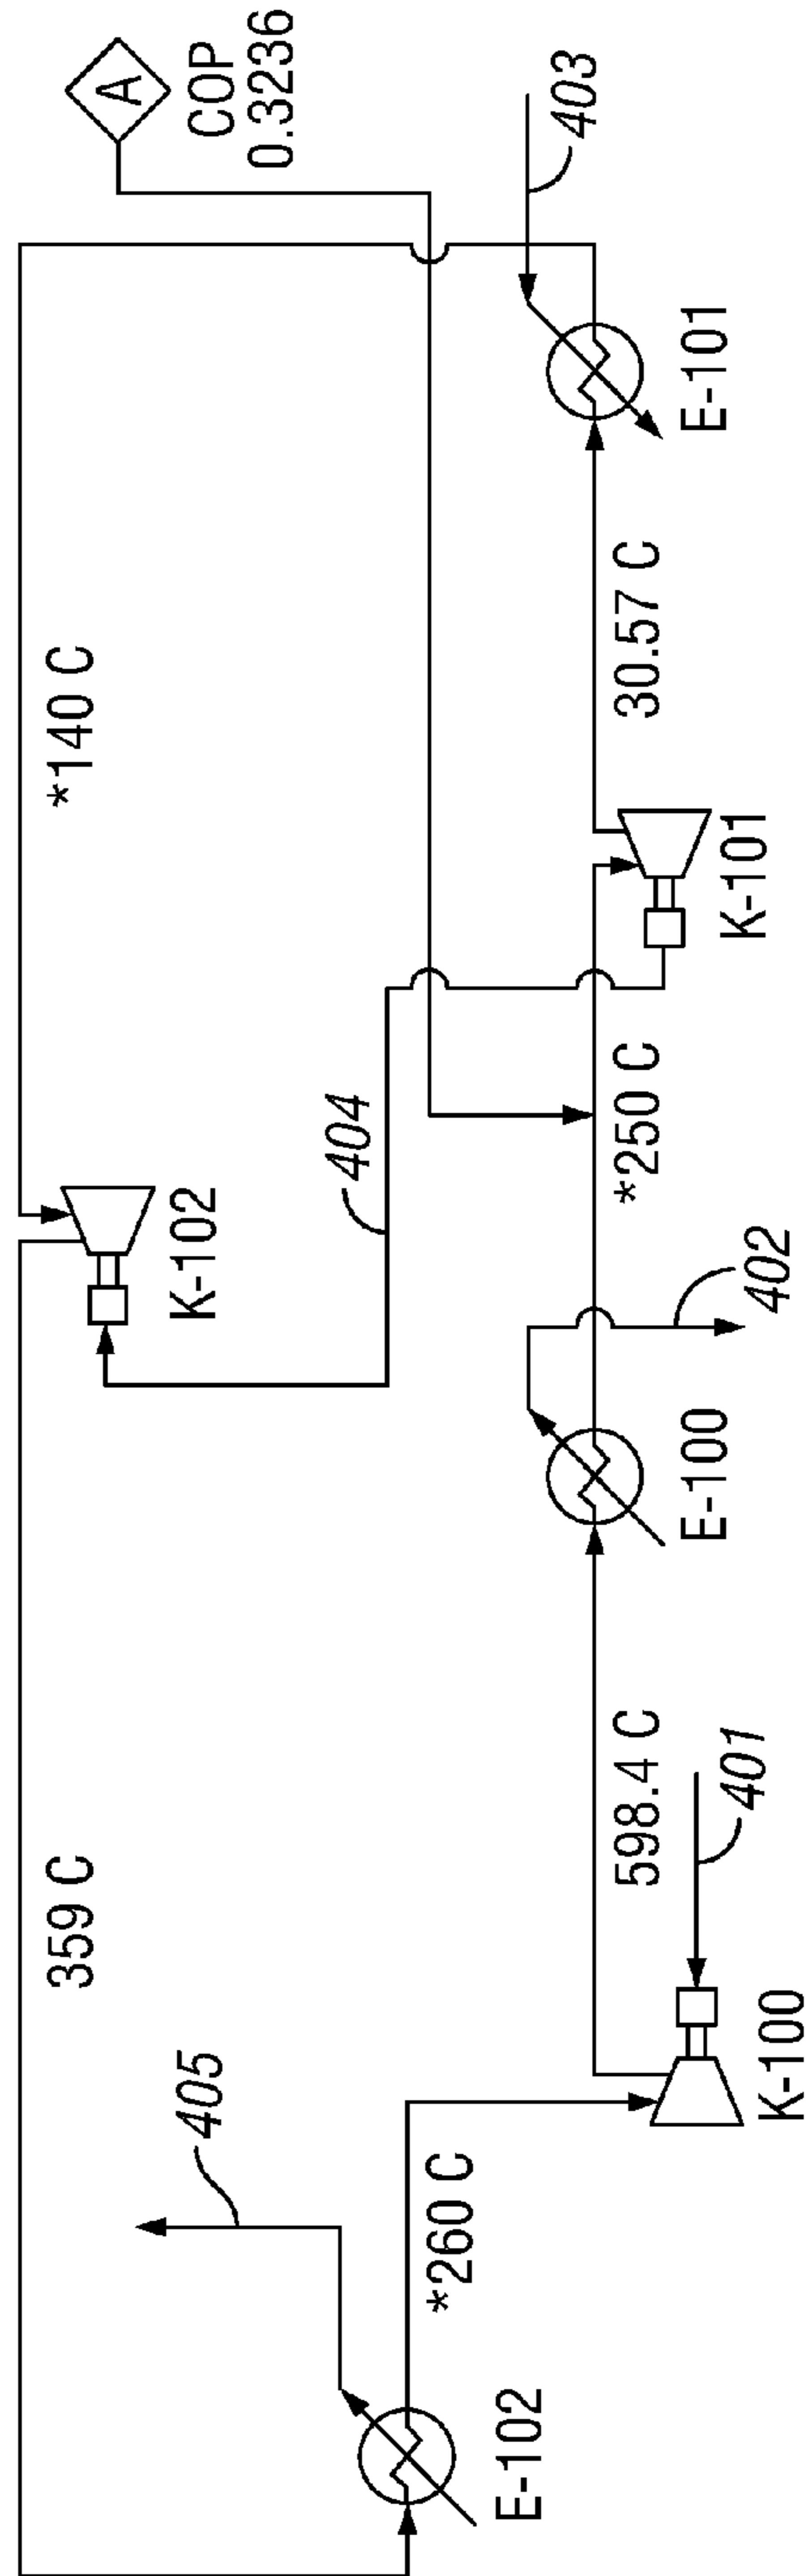 A
COP
0.3236
403
E-101
*140 C
30.57 C
K-101
404
*250 C
K-102
402
E-100
359 C
598.4 C
401
K-100
405
*260 C
E-102